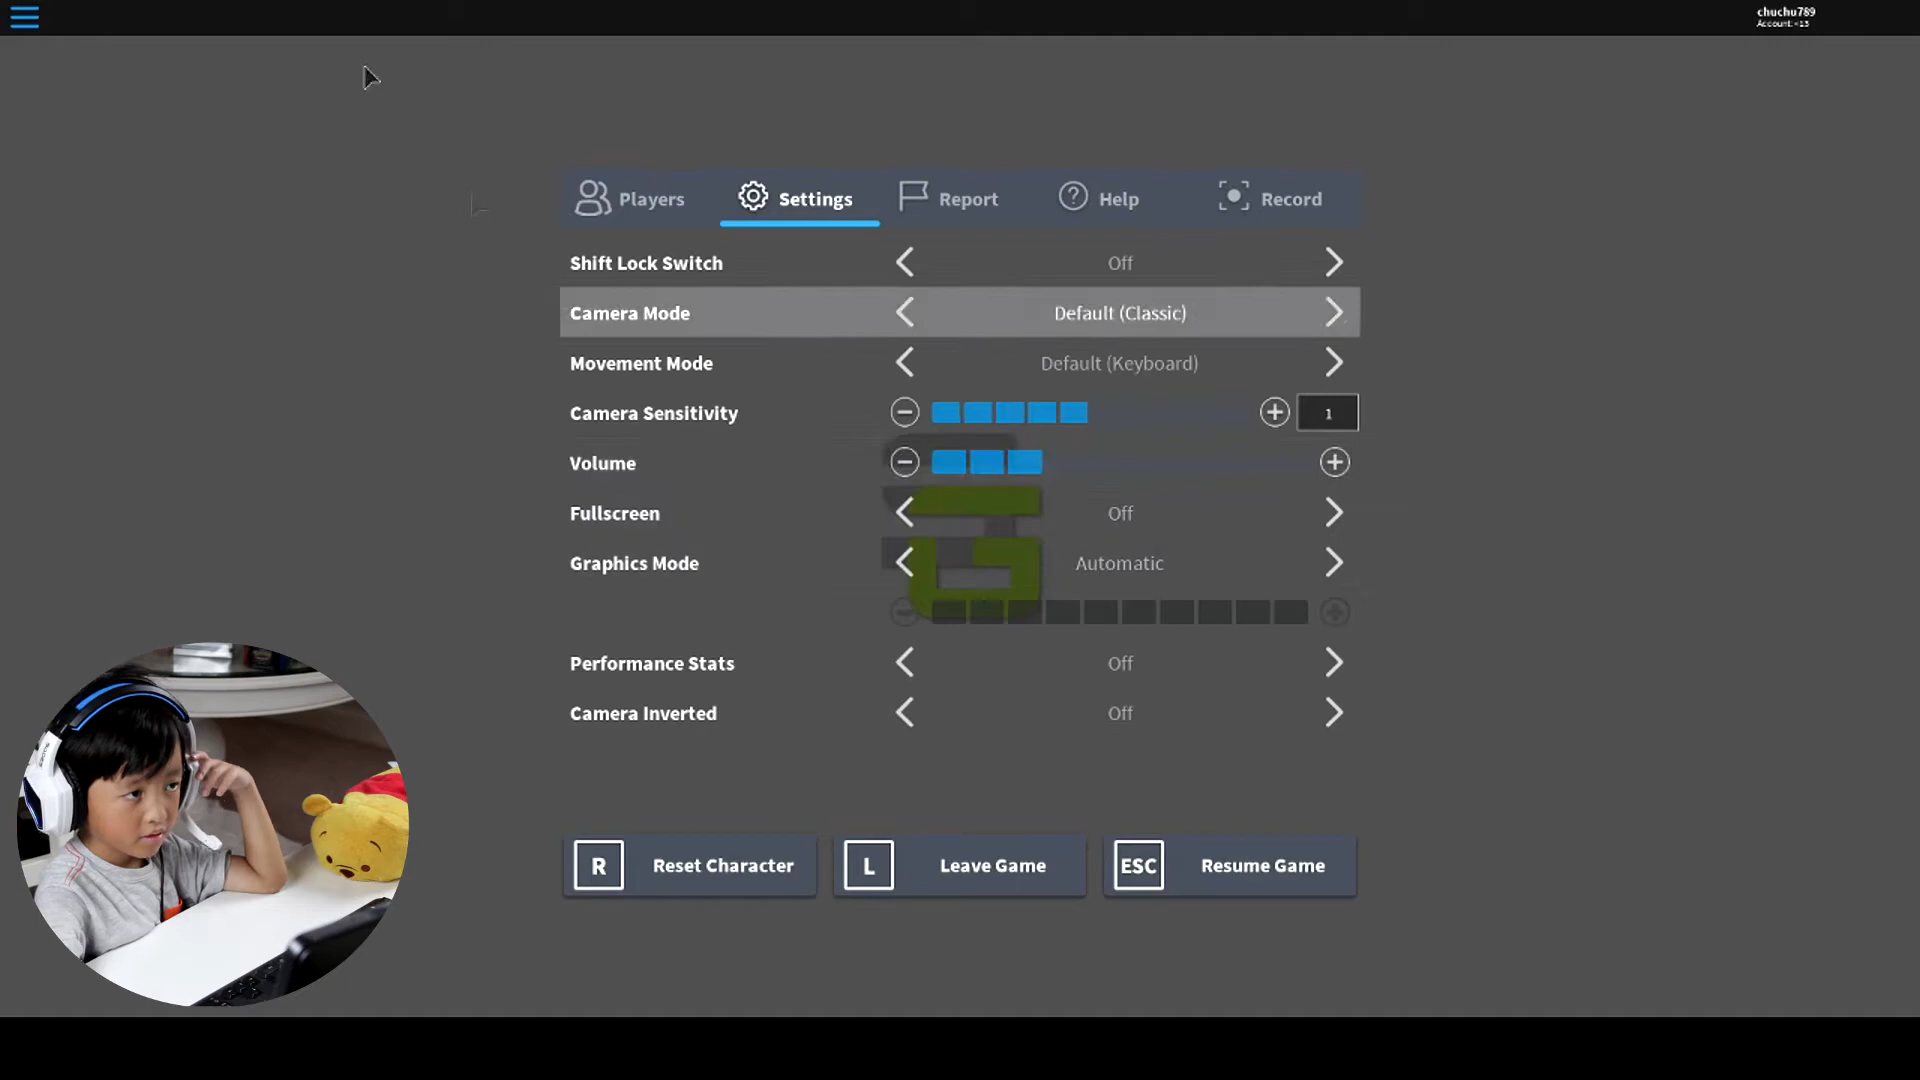 chuchu789
Account: <13
Players Settings Report Help Record
Shift Lock Switch Off
Camera Mode Default (Classic)
Movement Mode Default (Keyboard)
Camera Sensitivity 1
Volume
Fullscreen Off
Graphics Mode Automatic
Performance Stats Off
Camera Inverted Off
R Reset Character L Leave Game ESC Resume Game